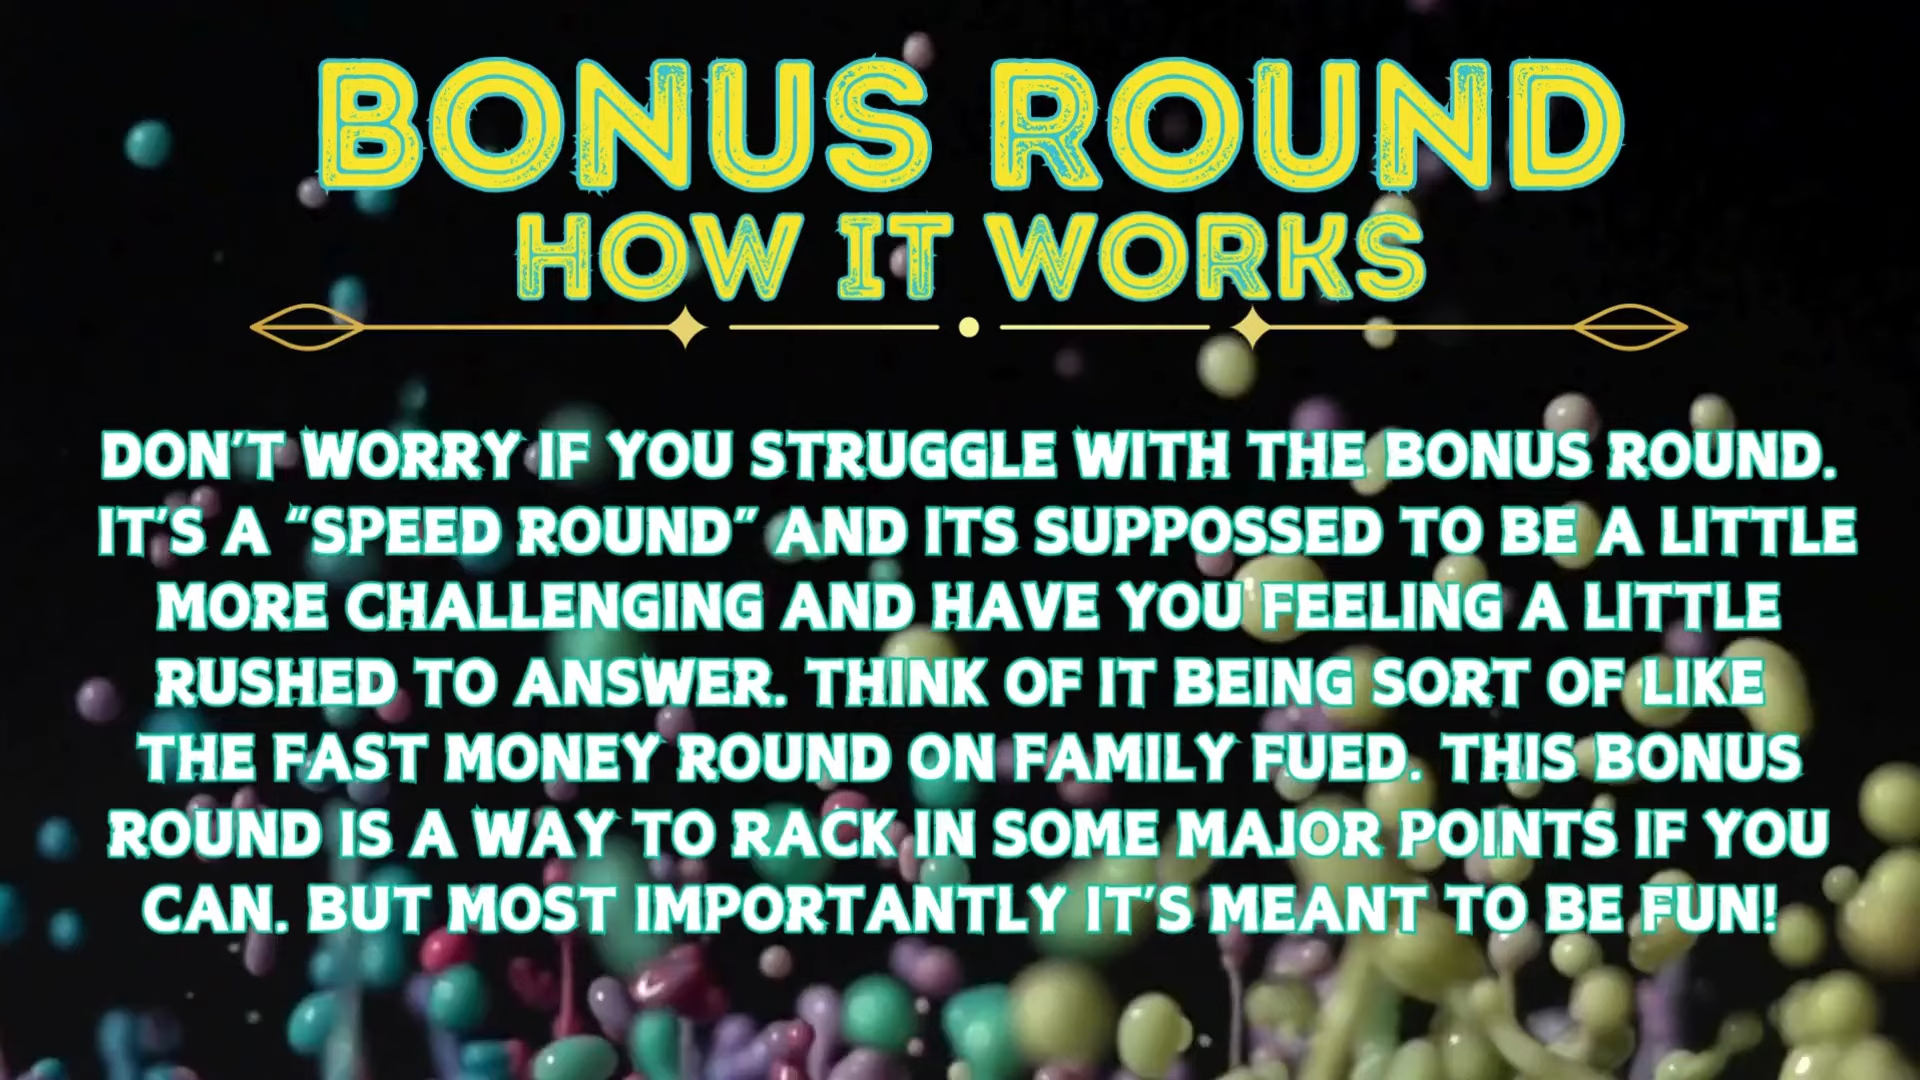 BONUS ROUND
HOW IT WORKS
DON'T WORRY IF YOU STRUGGLE WITH THE BONUS ROUND.
IT'S A "SPEED ROUND" AND ITS SUPPOSSED TO BE A LITTLE
MORE CHALLENGING AND HAVE YOU FEELING A LITTLE
RUSHED TO ANSWER. THINK OF IT BEING SORT OF LIKE
THE FAST MONEY ROUND ON FAMILY FUED. THIS BONUS
ROUND IS A WAY TO RACK IN SOME MAJOR POINTS IF YOU
CAN. BUT MOST IMPORTANTLY IT'S MEANT TO BE FUN!